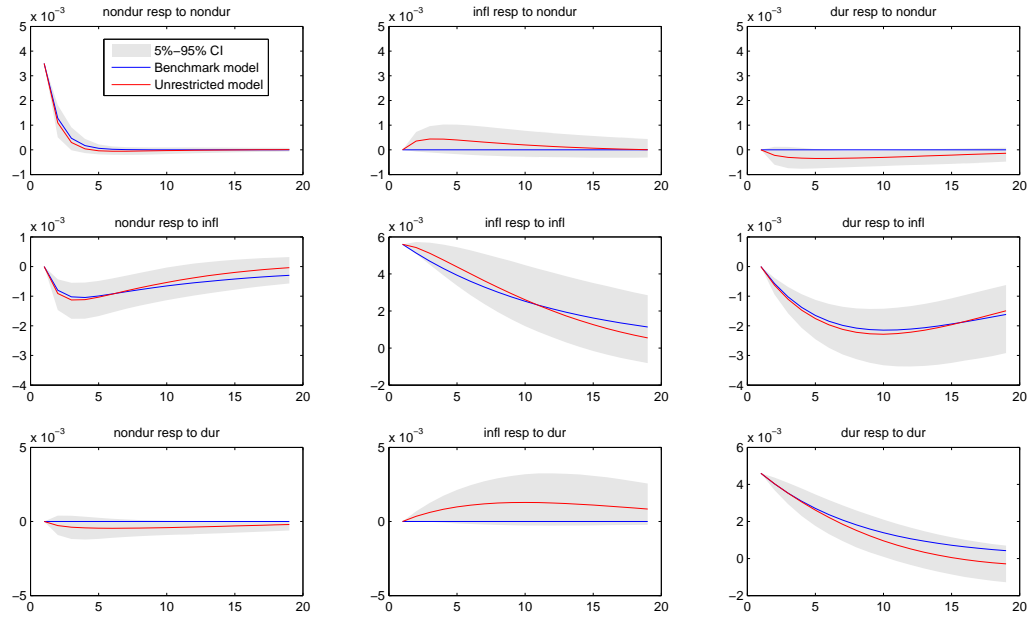 nondur resp to nondur
x 10⁻³
5
4
3
2
1
0
−1
0 5 10 15 20
5%−95% CI
Benchmark model
Unrestricted model
infl resp to nondur
x 10⁻³
5
4
3
2
1
0
−1
0 5 10 15 20
dur resp to nondur
x 10⁻³
5
4
3
2
1
0
−1
0 5 10 15 20
nondur resp to infl
x 10⁻³
1
0
−1
−2
−3
−4
0 5 10 15 20
infl resp to infl
x 10⁻³
6
4
2
0
−2
0 5 10 15 20
dur resp to infl
x 10⁻³
1
0
−1
−2
−3
−4
0 5 10 15 20
nondur resp to dur
x 10⁻³
5
0
−5
0 5 10 15 20
infl resp to dur
x 10⁻³
5
0
−5
0 5 10 15 20
dur resp to dur
x 10⁻³
6
4
2
0
−2
0 5 10 15 20